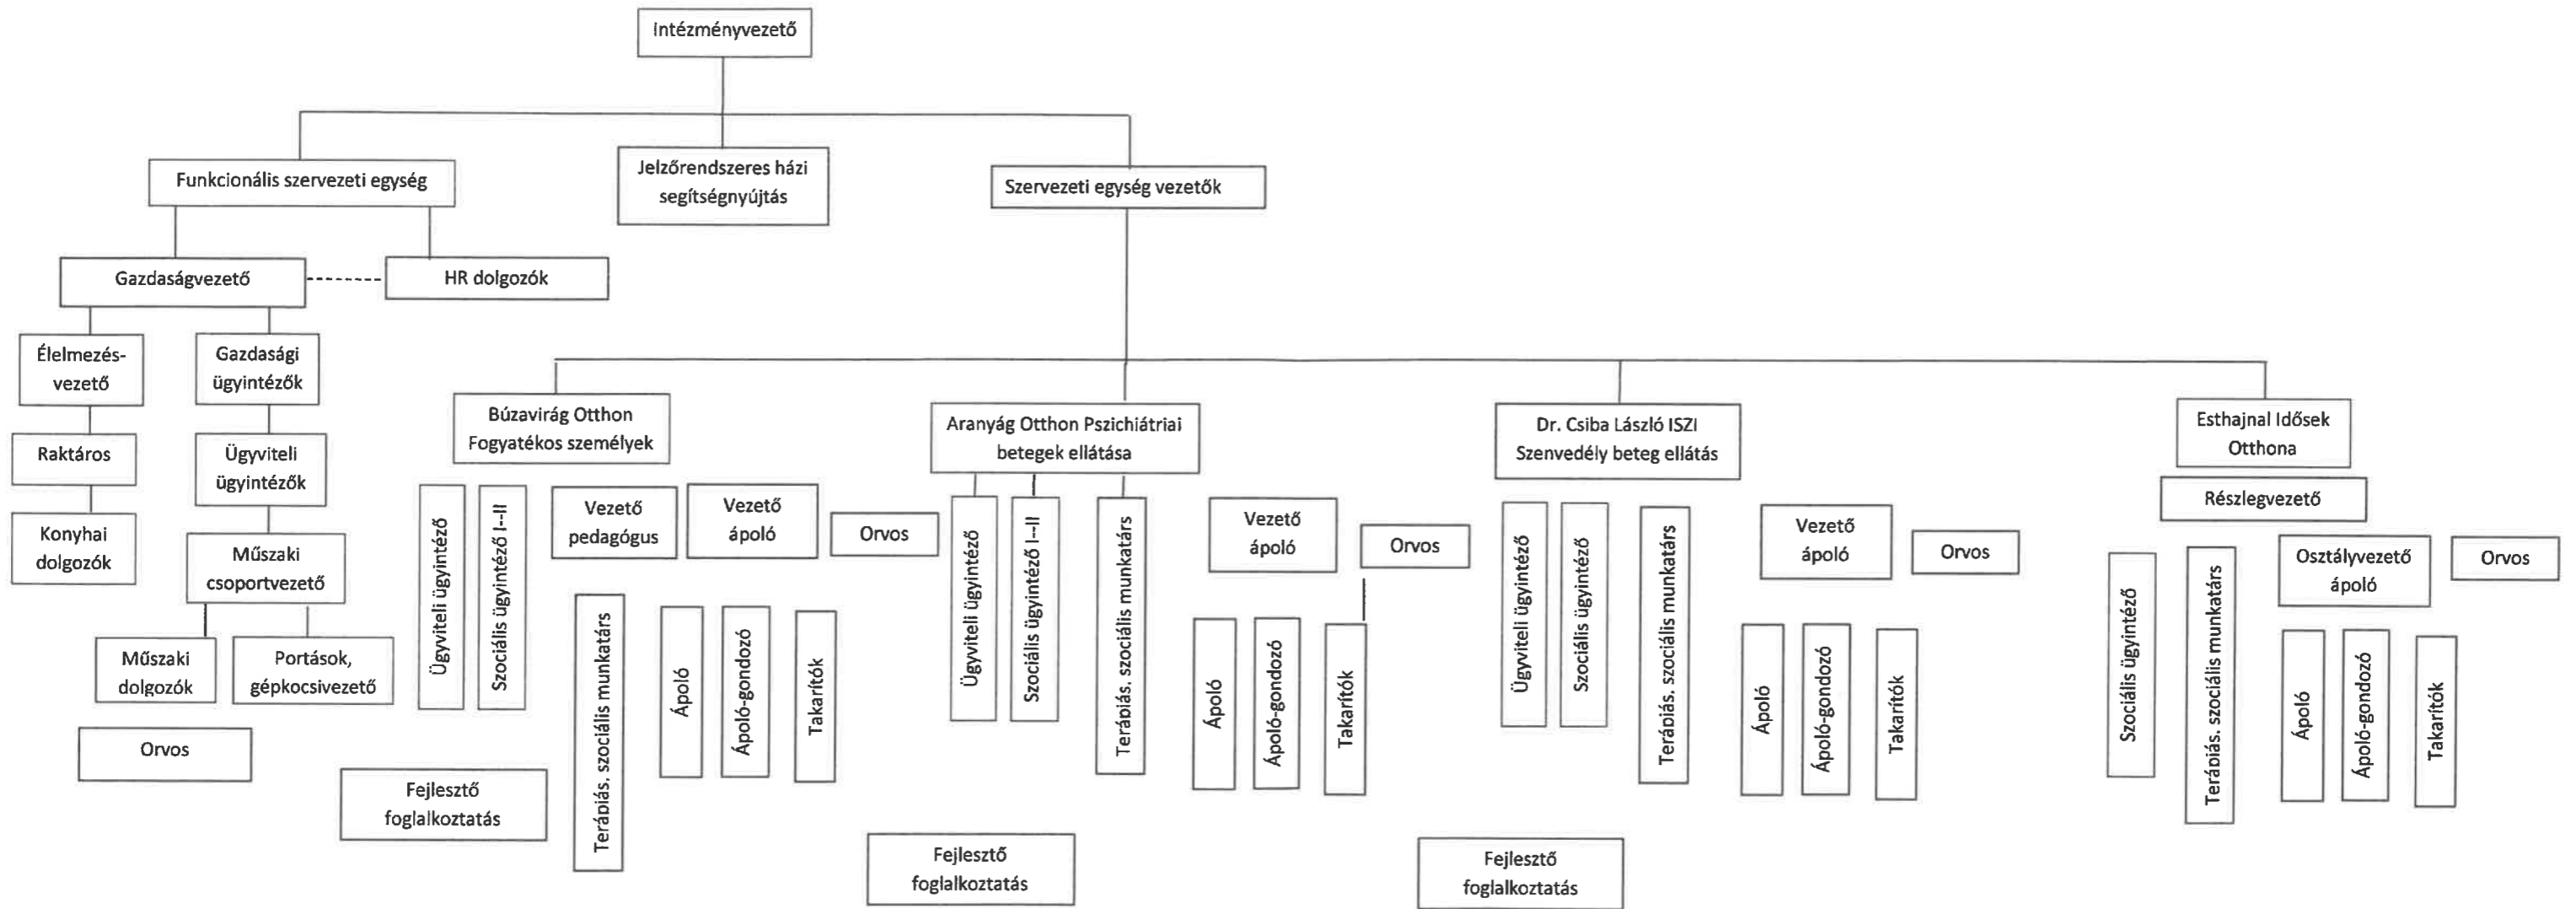 Intézményvezető
Funkcionális szervezeti egység
Jelzőrendszeres házi
segítségnyújtás
Szervezeti egység vezetők
Gazdaságvezető
HR dolgozók
Élelmezés-
vezető
Gazdasági
ügyintézők
Raktáros
Ügyviteli
ügyintézők
Konyhai
dolgozók
Műszaki
csoportvezető
Műszaki
dolgozók
Portások,
gépkocsivezető
Orvos
Búzavirág Otthon
Fogyatékos személyek
Ügyviteli ügyintéző
Szociális ügyintéző I--II
Vezető
pedagógus
Vezető
ápoló
Orvos
Terápiás. szociális munkatárs
Ápoló
Ápoló-gondozó
Takarítók
Fejlesztő
foglalkoztatás
Aranyág Otthon Pszichiátriai
betegek ellátása
Ügyviteli ügyintéző
Szociális ügyintéző I--II
Terápiás. szociális munkatárs
Vezető
ápoló
Orvos
Ápoló
Ápoló-gondozó
Takarítók
Fejlesztő
foglalkoztatás
Dr. Csiba László ISZI
Szenvedély beteg ellátás
Ügyviteli ügyintéző
Szociális ügyintéző
Terápiás. szociális munkatárs
Vezető
ápoló
Orvos
Ápoló
Ápoló-gondozó
Takarítók
Fejlesztő
foglalkoztatás
Esthajnal Idősek
Otthona
Részlegvezető
Szociális ügyintéző
Terápiás. szociális munkatárs
Osztályvezető
ápoló
Orvos
Ápoló
Ápoló-gondozó
Takarítók